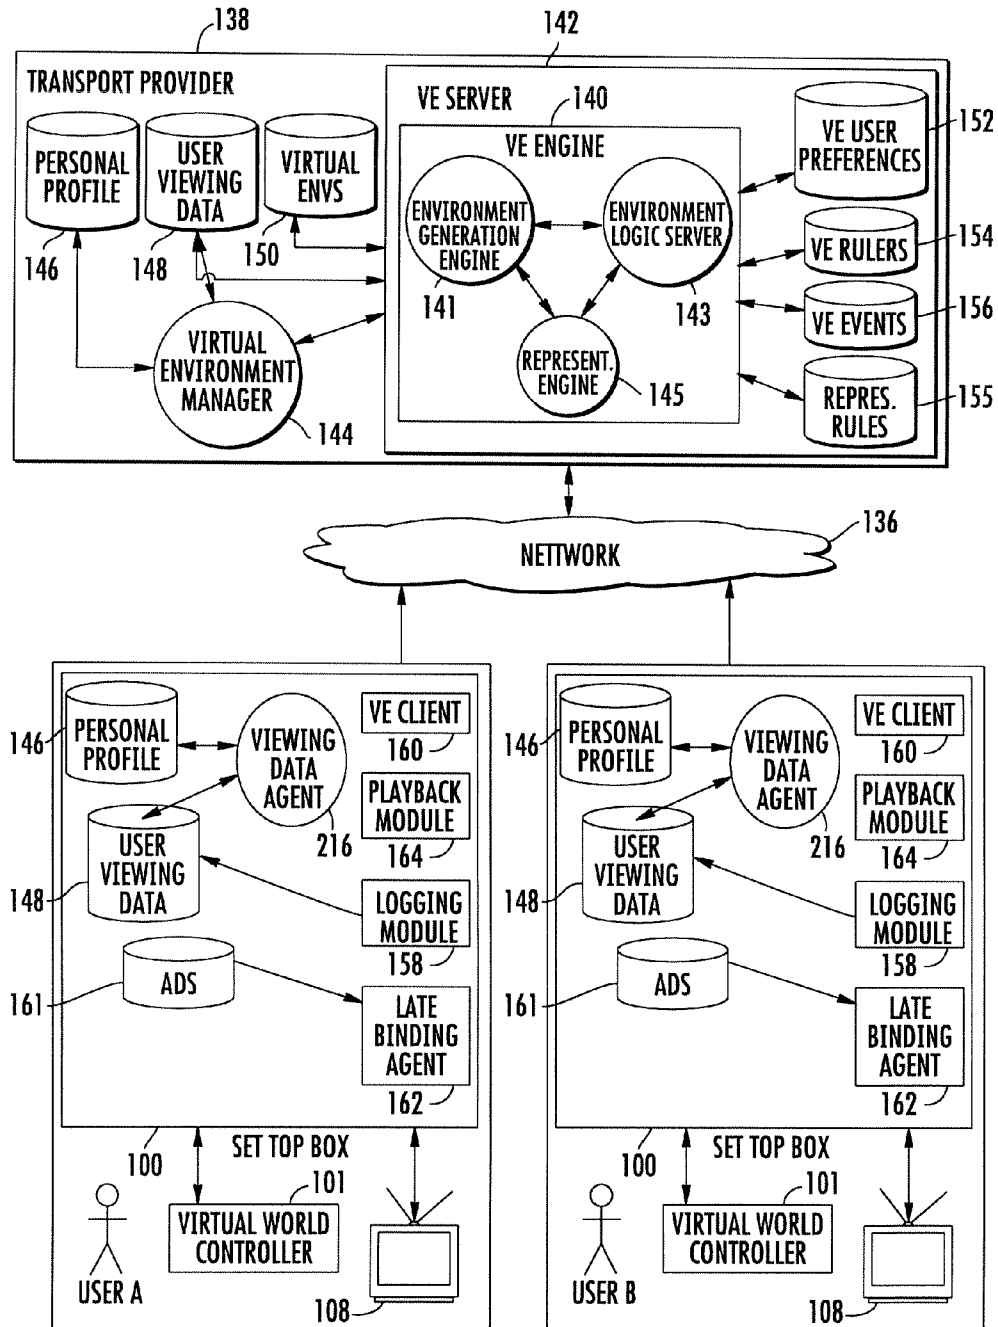 138
142
TRANSPORT PROVIDER
VE SERVER
140
VE ENGINE
PERSONAL
PROFILE
USER
VIEWING
DATA
VIRTUAL
ENVS
146
148
150
ENVIRONMENT
GENERATION
ENGINE
141
ENVIRONMENT
LOGIC SERVER
143
REPRESENT.
ENGINE
145
VIRTUAL
ENVIRONMENT
MANAGER
144
VE USER
PREFERENCES
152
VE RULERS
154
VE EVENTS
156
REPRES.
RULES
155
NETTWORK
136
PERSONAL
PROFILE
146
VIEWING
DATA
AGENT
216
VE CLIENT
160
PLAYBACK
MODULE
164
USER
VIEWING
DATA
148
LOGGING
MODULE
158
ADS
161
LATE
BINDING
AGENT
162
100
SET TOP BOX
101
VIRTUAL WORLD
CONTROLLER
USER A
108
PERSONAL
PROFILE
146
VIEWING
DATA
AGENT
216
VE CLIENT
160
PLAYBACK
MODULE
164
USER
VIEWING
DATA
148
LOGGING
MODULE
158
ADS
161
LATE
BINDING
AGENT
162
100
SET TOP BOX
101
VIRTUAL WORLD
CONTROLLER
USER B
108